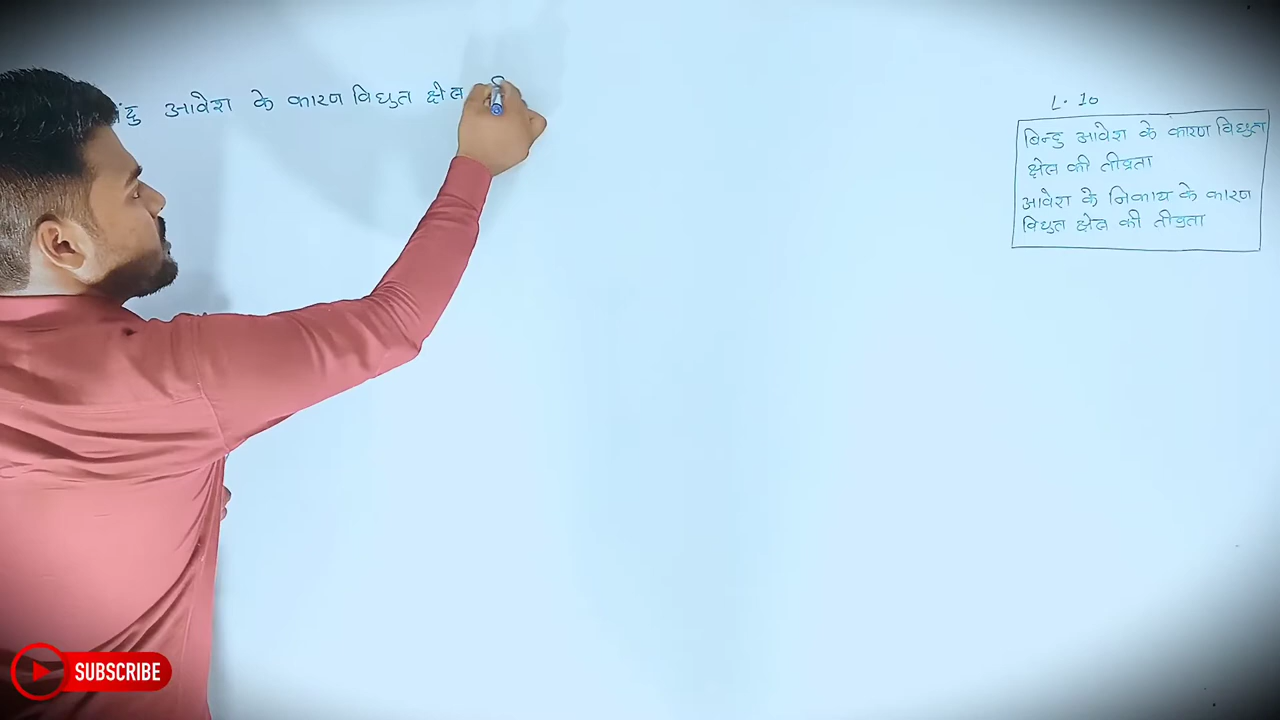 आवेश के कारण विद्युत क्षेत्र
L. 10
बिन्दु आवेश के कारण विद्युत
क्षेत्र की तीव्रता
आवेश के निकाय के कारण
विद्युत क्षेत्र की तीव्रता
SUBSCRIBE